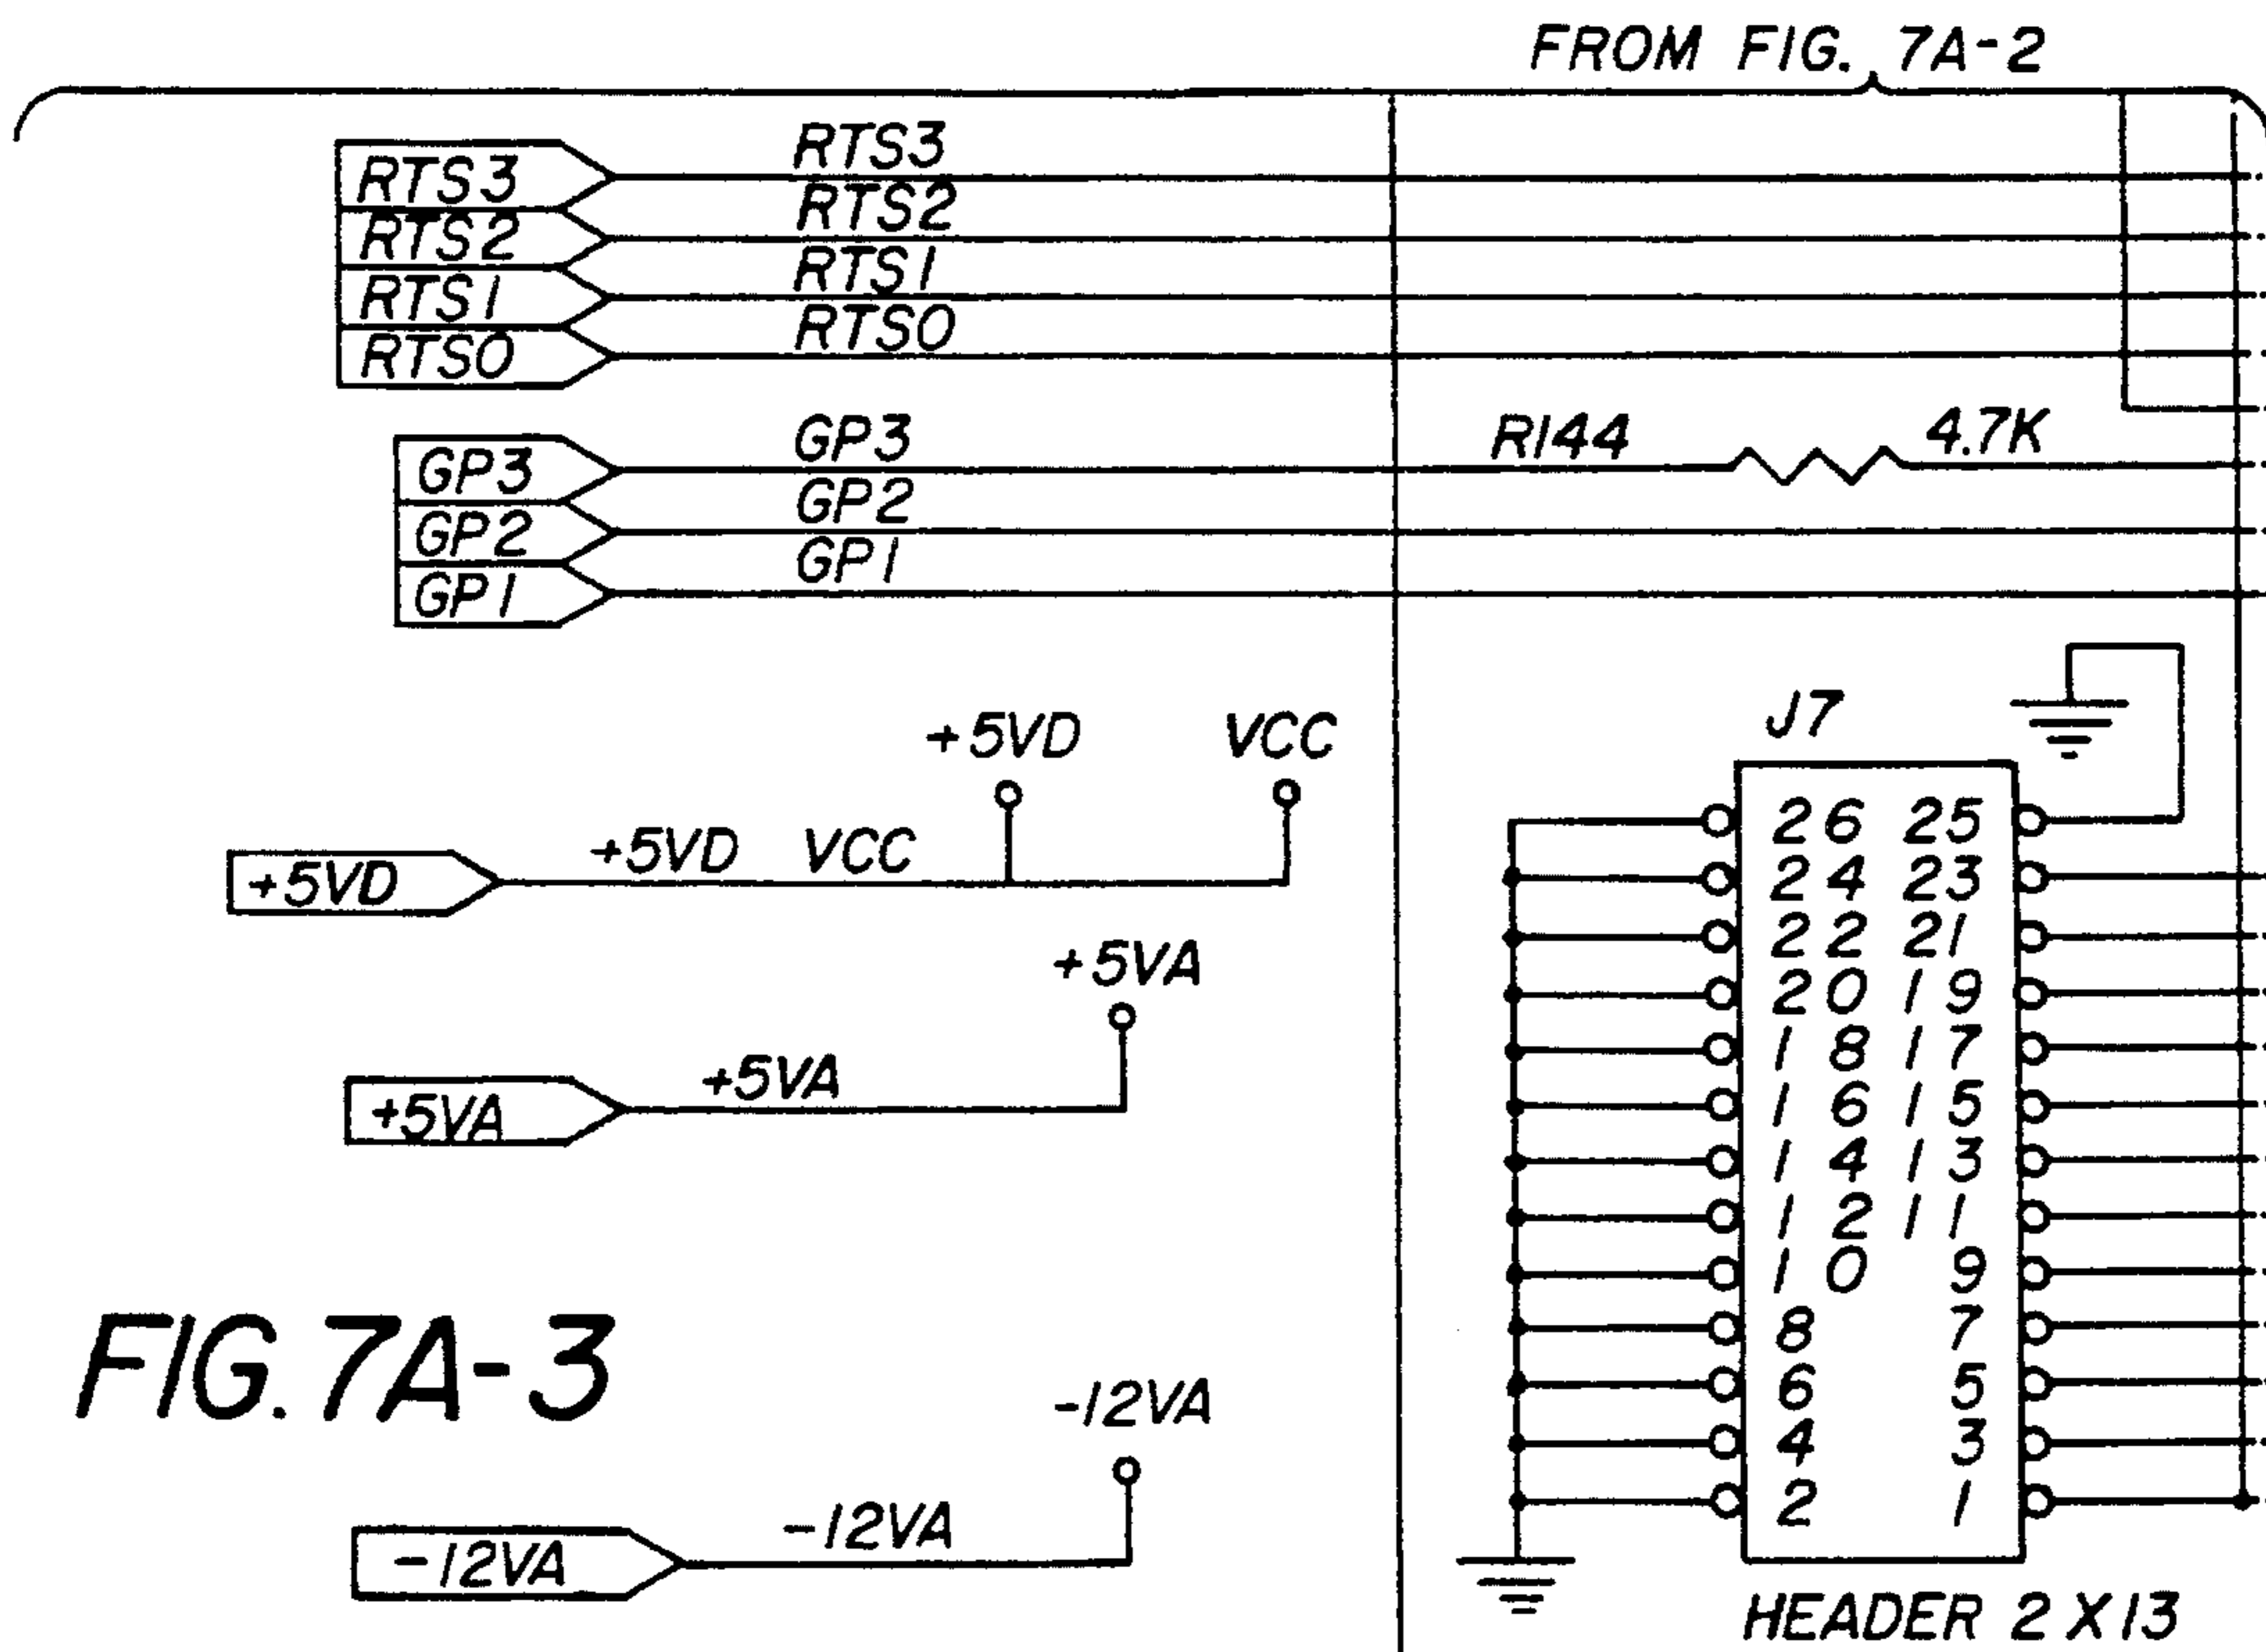 FROM FIG. 7A-2
RTS3 RTS3
RTS2 RTS2
RTS1 RTS1
RTS0 RTS0
GP3 GP3 R144 4.7K
GP2 GP2
GP1 GP1
+5VD VCC
+5VD +5VD VCC
+5VA
+5VA +5VA
FIG. 7A-3
-12VA
-12VA -12VA
J7
26 25
24 23
22 21
20 19
18 17
16 15
14 13
12 11
10 9
8 7
6 5
4 3
2 1
HEADER 2 X 13